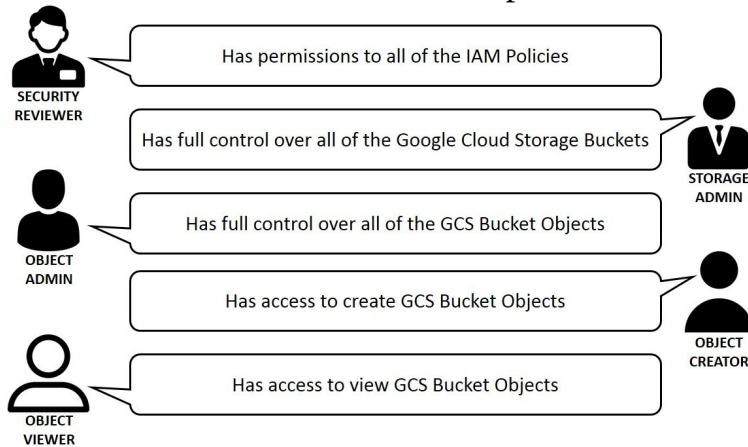 Has permissions to all of the IAM Policies
SECURITY
REVIEWER
Has full control over all of the Google Cloud Storage Buckets
STORAGE
ADMIN
Has full control over all of the GCS Bucket Objects
OBJECT
ADMIN
Has access to create GCS Bucket Objects
OBJECT
CREATOR
Has access to view GCS Bucket Objects
OBJECT
VIEWER